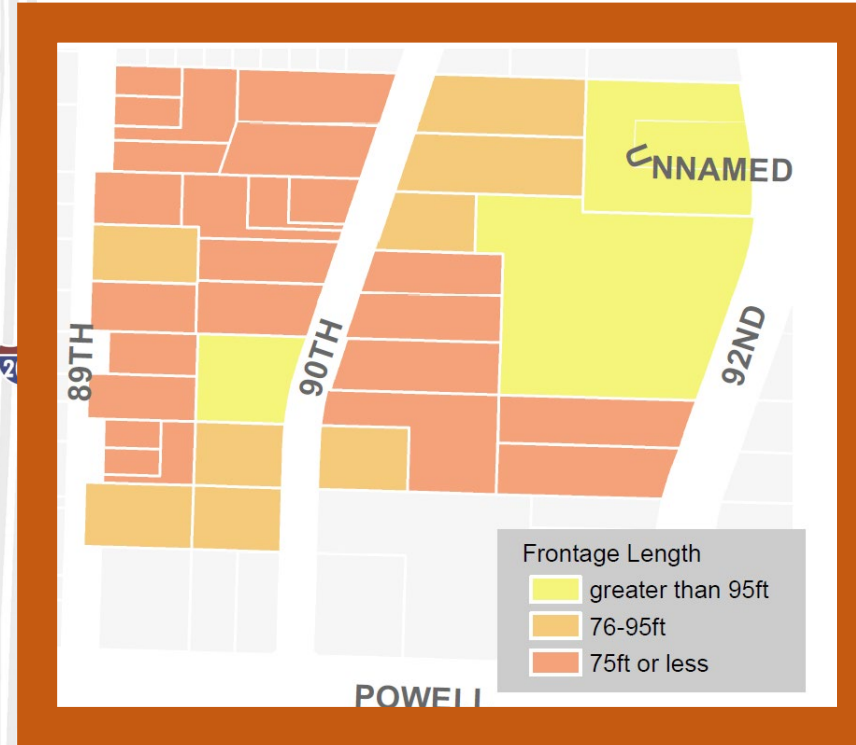 UNNAMED
89TH
90TH
92ND
Frontage Length
greater than 95ft
76-95ft
75ft or less
POWELL